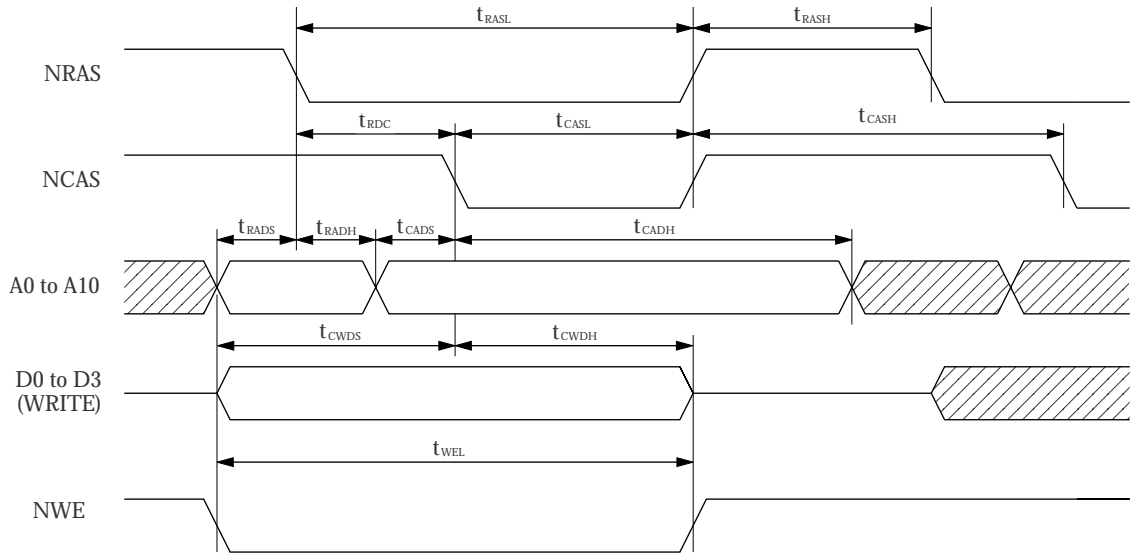 tRASL tRASH
NRAS
tRDC tCASL tCASH
NCAS
tRADS tRADH tCADS tCADH
A0 to A10
tCWDS tCWDH
D0 to D3
(WRITE)
tWEL
NWE